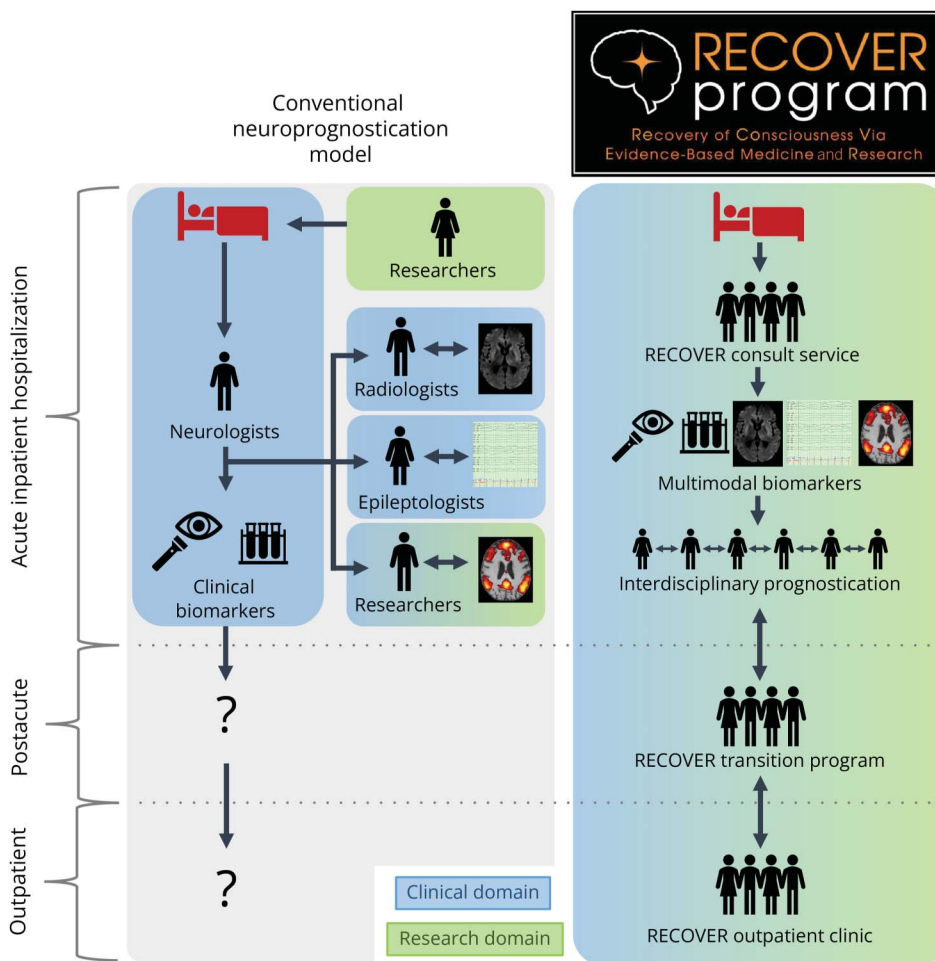 RECOVER
program
Recovery of Consciousness Via
Evidence-Based Medicine and Research
Conventional
neuroprognostication
model
Acute inpatient hospitalization
Researchers
Radiologists
Neurologists
Epileptologists
Clinical
biomarkers
Researchers
RECOVER consult service
Multimodal biomarkers
Interdisciplinary prognostication
Postacute
?
RECOVER transition program
Outpatient
?
Clinical domain
Research domain
RECOVER outpatient clinic